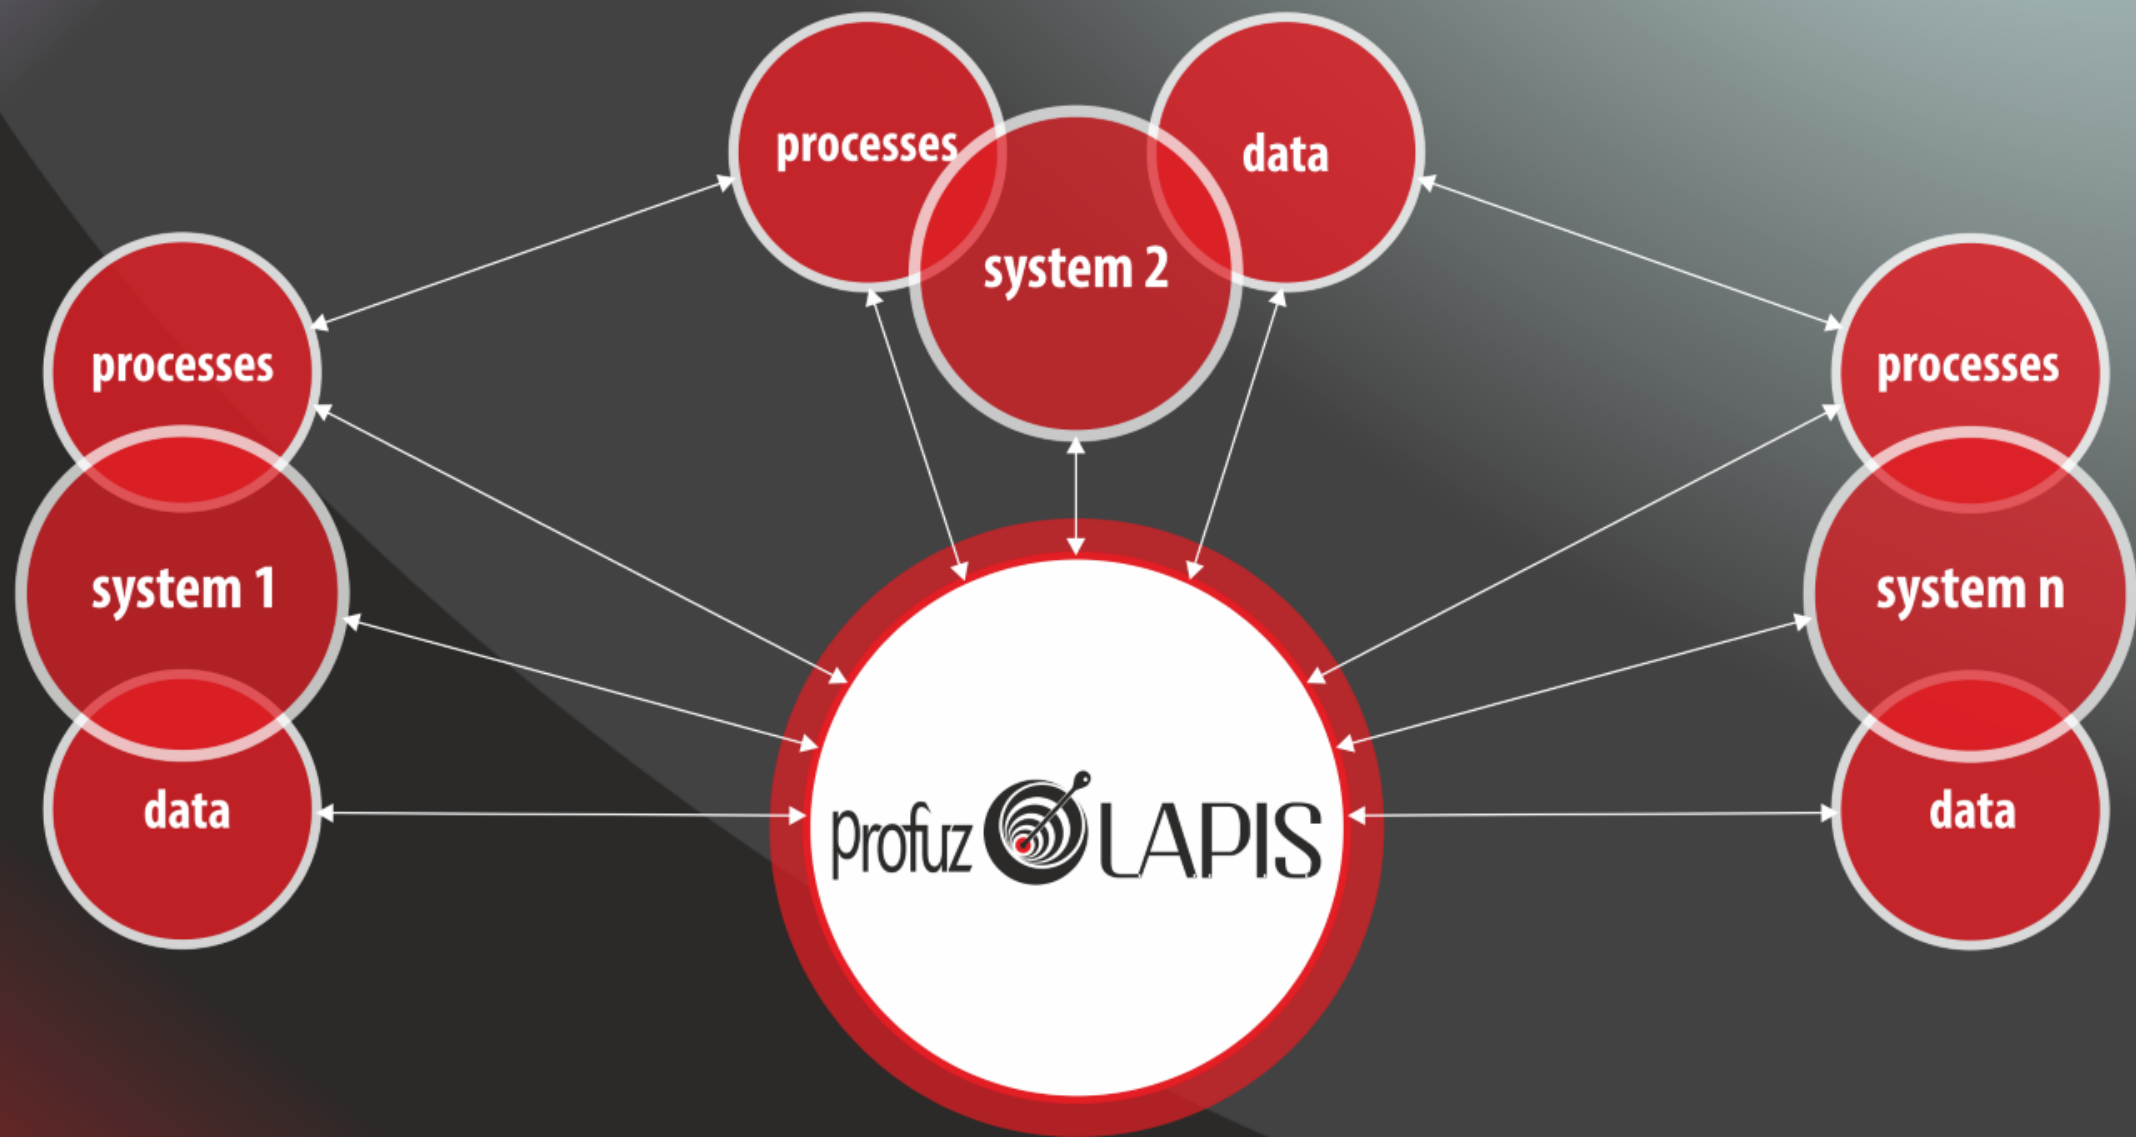 processes
data
system 2
processes
system 1
data
processes
system n
data
profuz LAPIS